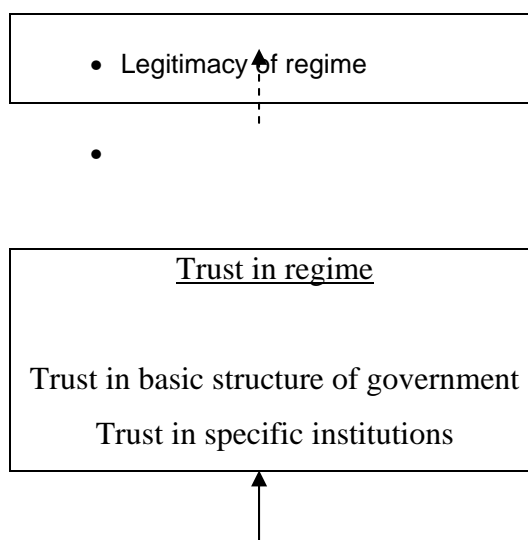 • Legitimacy of regime
•
Trust in regime
Trust in basic structure of government
Trust in specific institutions